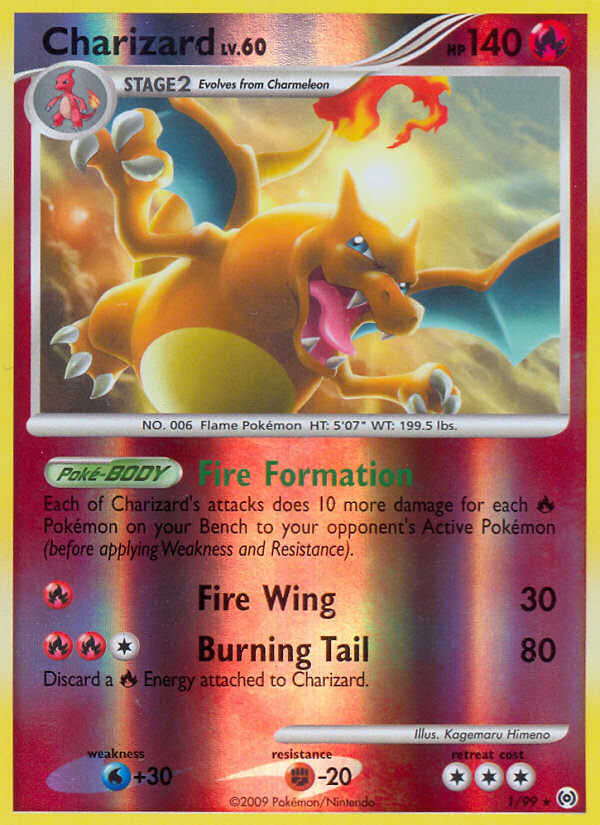 Charizard LV.60 HP 140
STAGE2 Evolves from Charmeleon
NO. 006 Flame Pokémon HT: 5'07" WT: 199.5 lbs.
Poké-BODY Fire Formation
Each of Charizard's attacks does 10 more damage for each
Pokémon on your Bench to your opponent's Active Pokémon
(before applying Weakness and Resistance).
Fire Wing 30
Burning Tail 80
Discard a Energy attached to Charizard.
Illus. Kagemaru Himeno
weakness resistance retreat cost
+30 -20
©2009 Pokémon/Nintendo 1/99 ★